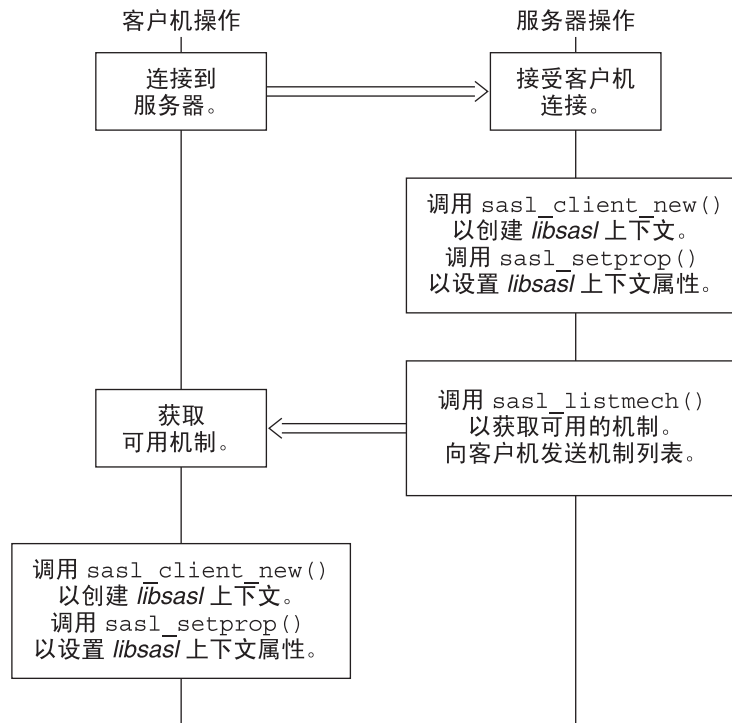 客户机操作
服务器操作
连接到
服务器。
接受客户机
连接。
调用 sasl_client_new()
以创建 libsasl 上下文。
调用 sasl_setprop()
以设置 libsasl 上下文属性。
获取
可用机制。
调用 sasl_listmech()
以获取可用的机制。
向客户机发送机制列表。
调用 sasl_client_new()
以创建 libsasl 上下文。
调用 sasl_setprop()
以设置 libsasl 上下文属性。